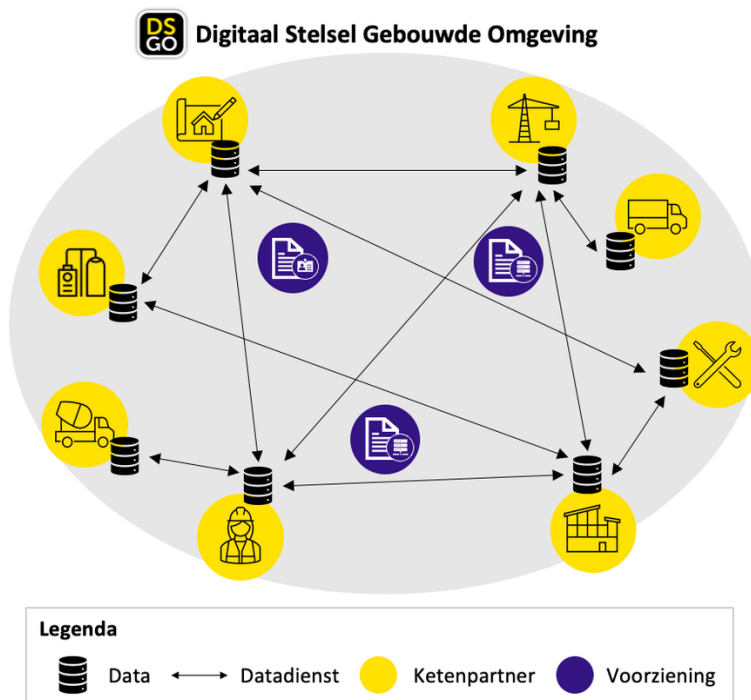 DS
GO
Digitaal Stelsel Gebouwde Omgeving
Legenda
Data
Datadienst
Ketenpartner
Voorziening